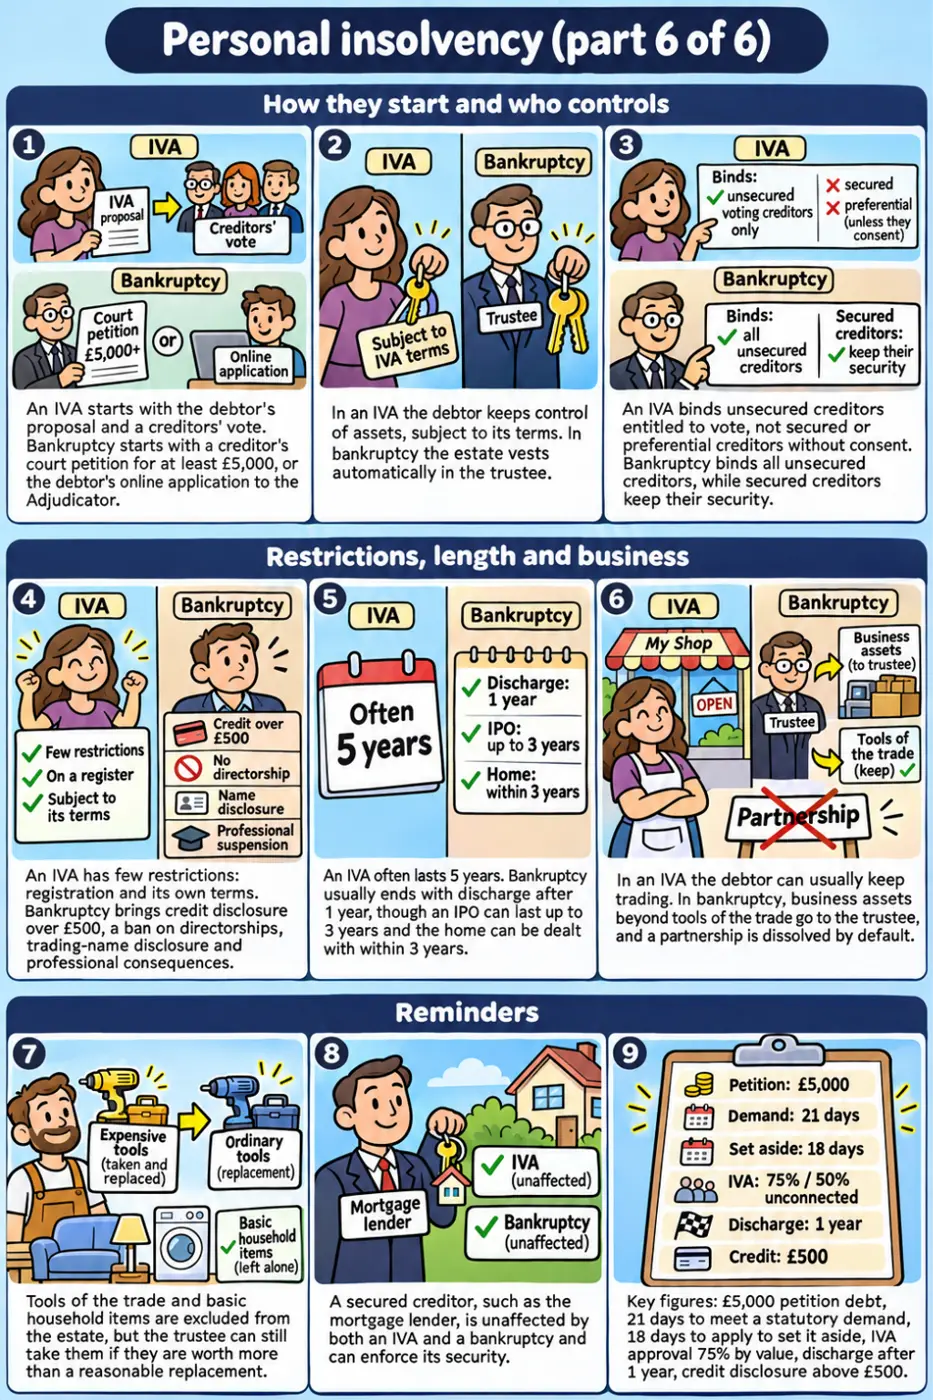 Personal insolvency (part 6 of 6)
How they start and who controls
1
IVA
IVA
proposal
Creditors'
vote
Bankruptcy
Court
petition
£5,000+
or
Online
application
An IVA starts with the debtor's
proposal and a creditors' vote.
Bankruptcy starts with a creditor's
court petition for at least £5,000, or
the debtor's online application to the
Adjudicator.
2
IVA
Subject to
IVA terms
Bankruptcy
Trustee
In an IVA the debtor keeps control
of assets, subject to its terms. In
bankruptcy the estate vests
automatically in the trustee.
3
IVA
Binds:
unsecured
voting creditors
only
secured
preferential
(unless they
consent)
Bankruptcy
Binds:
all
unsecured
creditors
Secured
creditors:
keep their
security
An IVA binds unsecured creditors
entitled to vote, not secured or
preferential creditors without consent.
Bankruptcy binds all unsecured
creditors, while secured creditors
keep their security.
Restrictions, length and business
4
IVA
Few restrictions
On a register
Subject to
its terms
Bankruptcy
Credit over
£500
No
directorship
Name
disclosure
Professional
suspension
An IVA has few restrictions:
registration and its own terms.
Bankruptcy brings credit disclosure
over £500, a ban on directorships,
trading-name disclosure and
professional consequences.
5
IVA
Often
5 years
Bankruptcy
Discharge:
1 year
IPO:
up to 3 years
Home:
within 3 years
An IVA often lasts 5 years. Bankruptcy
usually ends with discharge after
1 year, though an IPO can last up to
3 years and the home can be dealt
with within 3 years.
6
IVA
My Shop
OPEN
Bankruptcy
Trustee
Business
assets
(to trustee)
Tools of
the trade
(keep)
Partnership
In an IVA the debtor can usually keep
trading. In bankruptcy, business assets
beyond tools of the trade go to the trustee,
and a partnership is dissolved by default.
Reminders
7
Expensive
tools
(taken and
replaced)
Ordinary
tools
(replacement)
Basic
household
items
(left alone)
Tools of the trade and basic
household items are excluded from
the estate, but the trustee can still
take them if they are worth more
than a reasonable replacement.
8
Mortgage
lender
IVA
(unaffected)
Bankruptcy
(unaffected)
A secured creditor, such as the
mortgage lender, is unaffected by
both an IVA and a bankruptcy and
can enforce its security.
9
Petition: £5,000
Demand: 21 days
Set aside: 18 days
IVA: 75% / 50%
unconnected
Discharge: 1 year
Credit: £500
Key figures: £5,000 petition debt,
21 days to meet a statutory demand,
18 days to apply to set it aside, IVA
approval 75% by value, discharge after
1 year, credit disclosure above £500.